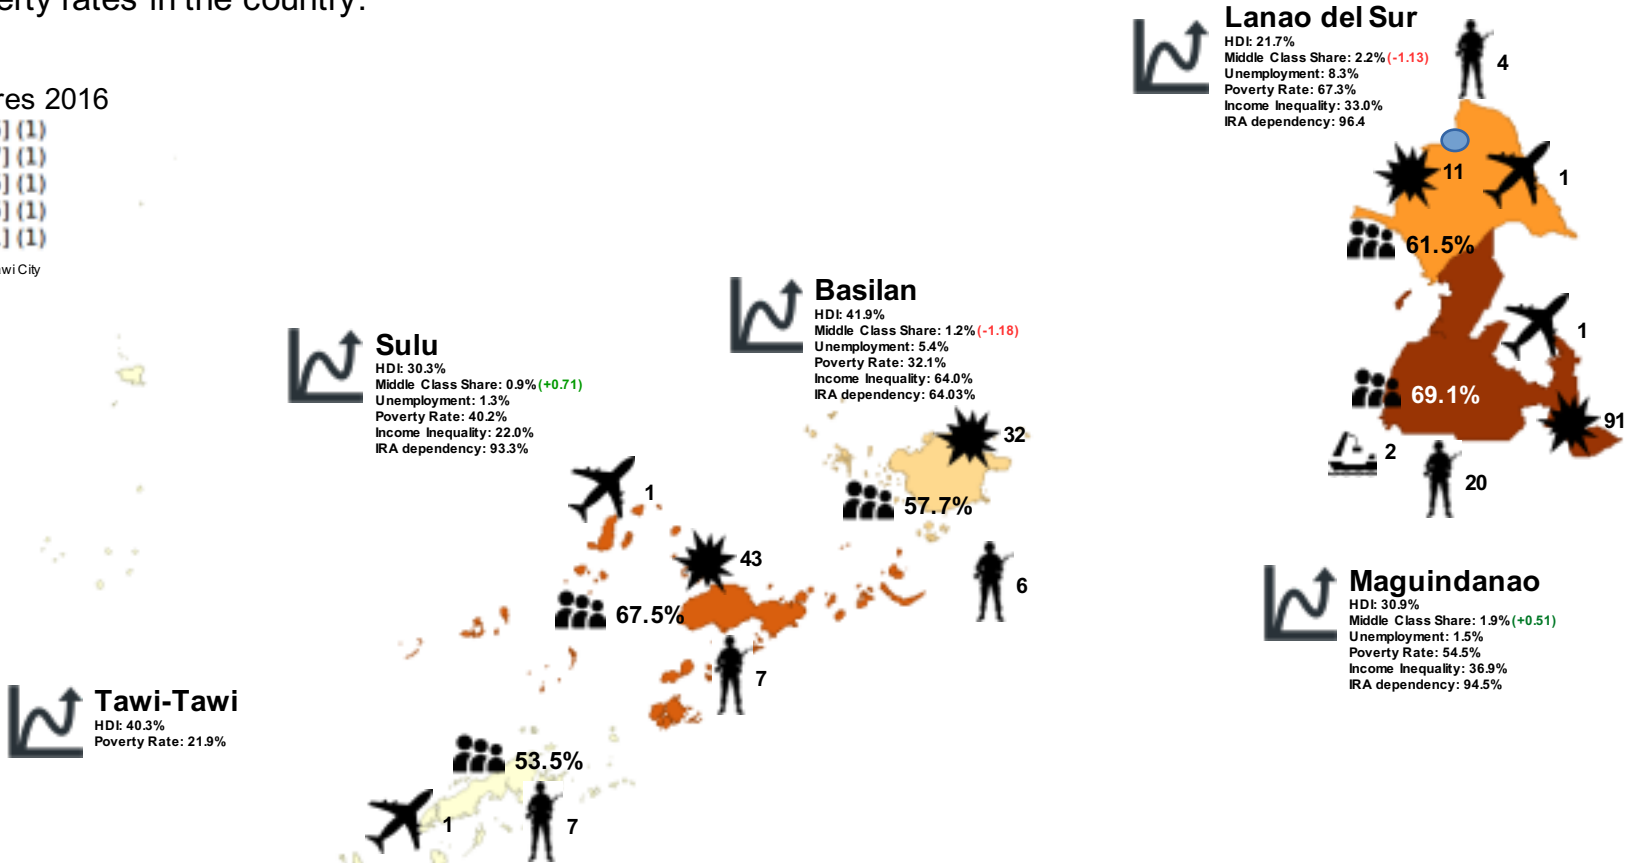 erty rates in the country.
res 2016
] (1)
] (1)
] (1)
] (1)
] (1)
wi City
Lanao del Sur
HDI: 21.7%
Middle Class Share: 2.2% (-1.13)
Unemployment: 8.3%
Poverty Rate: 67.3%
Income Inequality: 33.0%
IRA dependency: 96.4
4
11
1
61.5%
1
69.1%
91
2
20
Basilan
HDI: 41.9%
Middle Class Share: 1.2% (-1.18)
Unemployment: 5.4%
Poverty Rate: 32.1%
Income Inequality: 64.0%
IRA dependency: 64.03%
32
57.7%
6
Sulu
HDI: 30.3%
Middle Class Share: 0.9% (+0.71)
Unemployment: 1.3%
Poverty Rate: 40.2%
Income Inequality: 22.0%
IRA dependency: 93.3%
1
43
67.5%
7
Maguindanao
HDI: 30.9%
Middle Class Share: 1.9% (+0.51)
Unemployment: 1.5%
Poverty Rate: 54.5%
Income Inequality: 36.9%
IRA dependency: 94.5%
Tawi-Tawi
HDI: 40.3%
Poverty Rate: 21.9%
53.5%
1
7